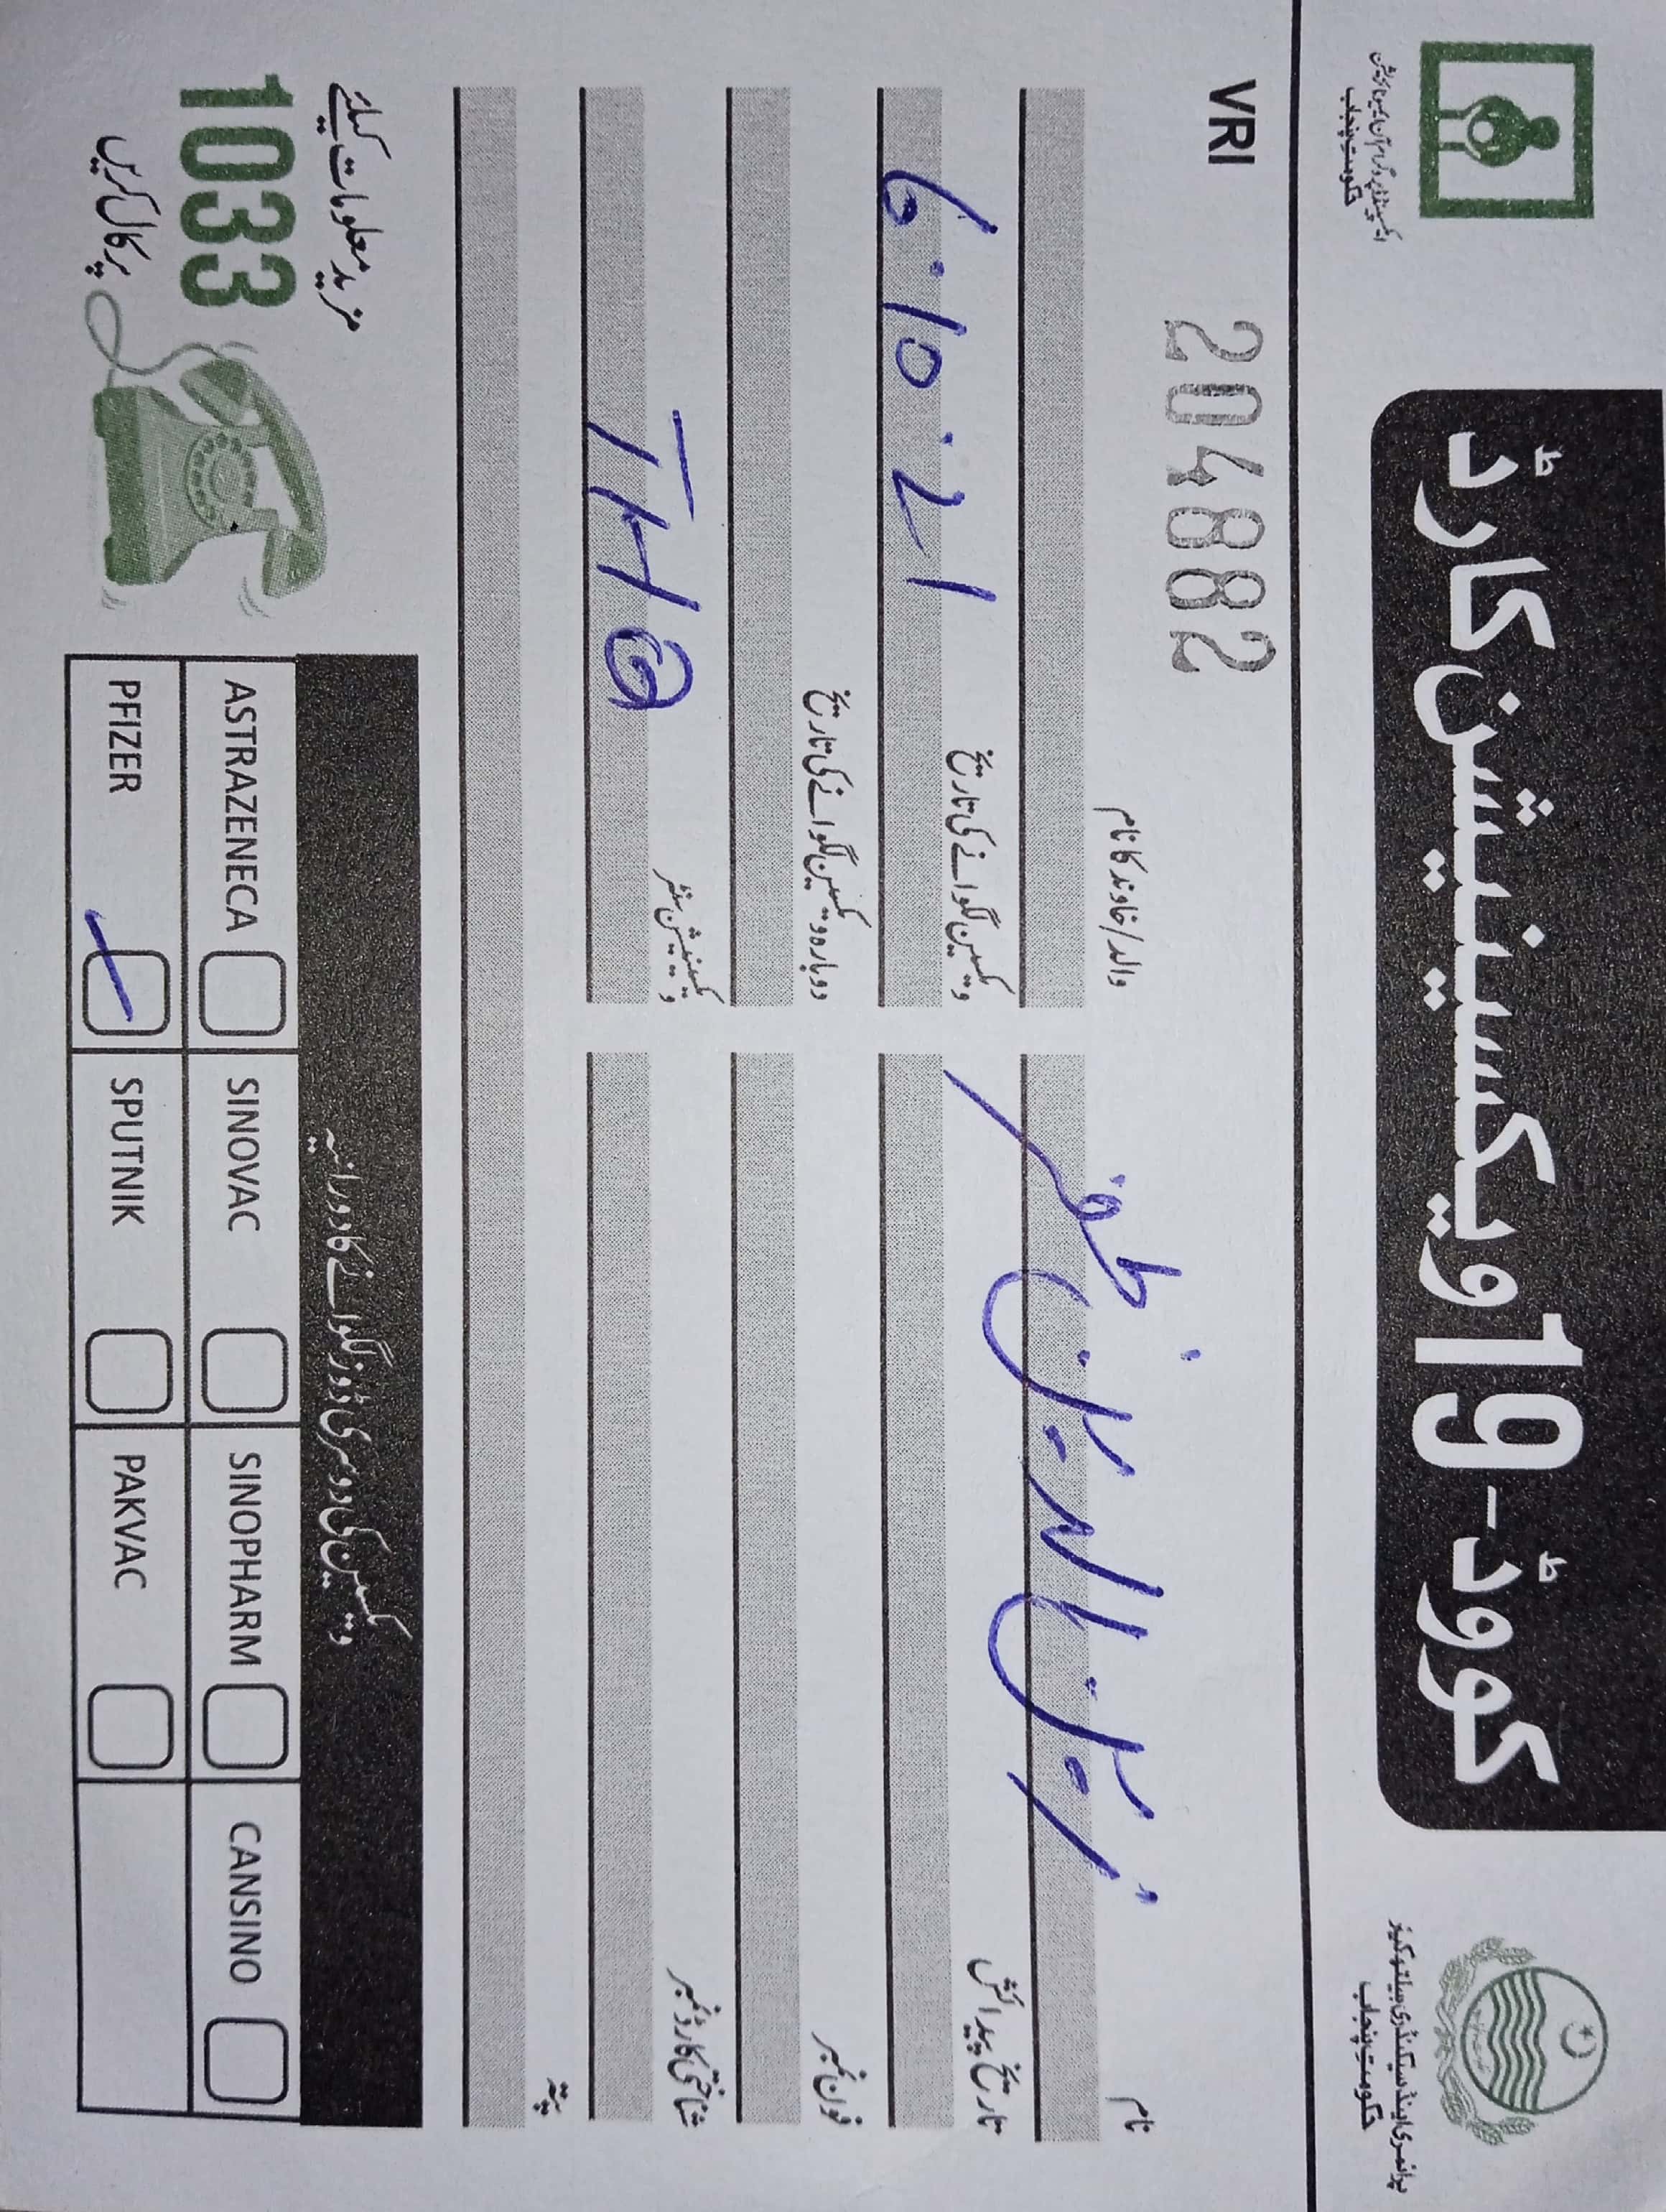 کووڈ-19 ویکسینیشن کارڈ
پرائمری اینڈ سیکنڈری ہیلتھ کیئر
حکومتِ پنجاب
ایکسپینڈڈ پروگرام آن ایمیونائزیشن
حکومتِ پنجاب
VRI 204882
نام زین الدین ظفر
والد/خاوند کا نام
تاریخ پیدائش
ویکسین لگوانے کی تاریخ 6.10.21
فون نمبر
دوبارہ ویکسین لگوانے کی تاریخ
شناختی کارڈ نمبر
ویکسینیشن سنٹر THQ
پتہ
ویکسین کی دوسری ڈوز لگوانے کا دورانیہ
ASTRAZENECA SINOVAC SINOPHARM CANSINO
PFIZER SPUTNIK PAKVAC
مزید معلومات کیلئے
1033
پر کال کریں